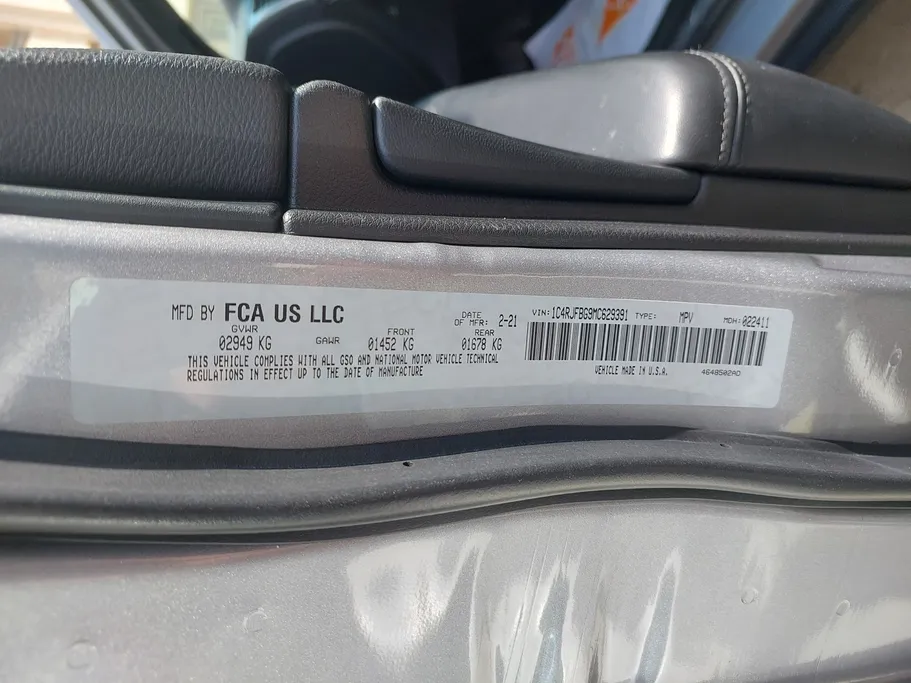 MFD BY FCA US LLC
DATE OF MFR: 2-21
GVWR 02949 KG
GAWR
FRONT 01452 KG
REAR 01678 KG
THIS VEHICLE COMPLIES WITH ALL GSO AND NATIONAL MOTOR VEHICLE TECHNICAL
REGULATIONS IN EFFECT UP TO THE DATE OF MANUFACTURE
VIN: 1C4RJFBG9MC629391 TYPE: MPV MDH: 022411
VEHICLE MADE IN U.S.A.
4648502AD